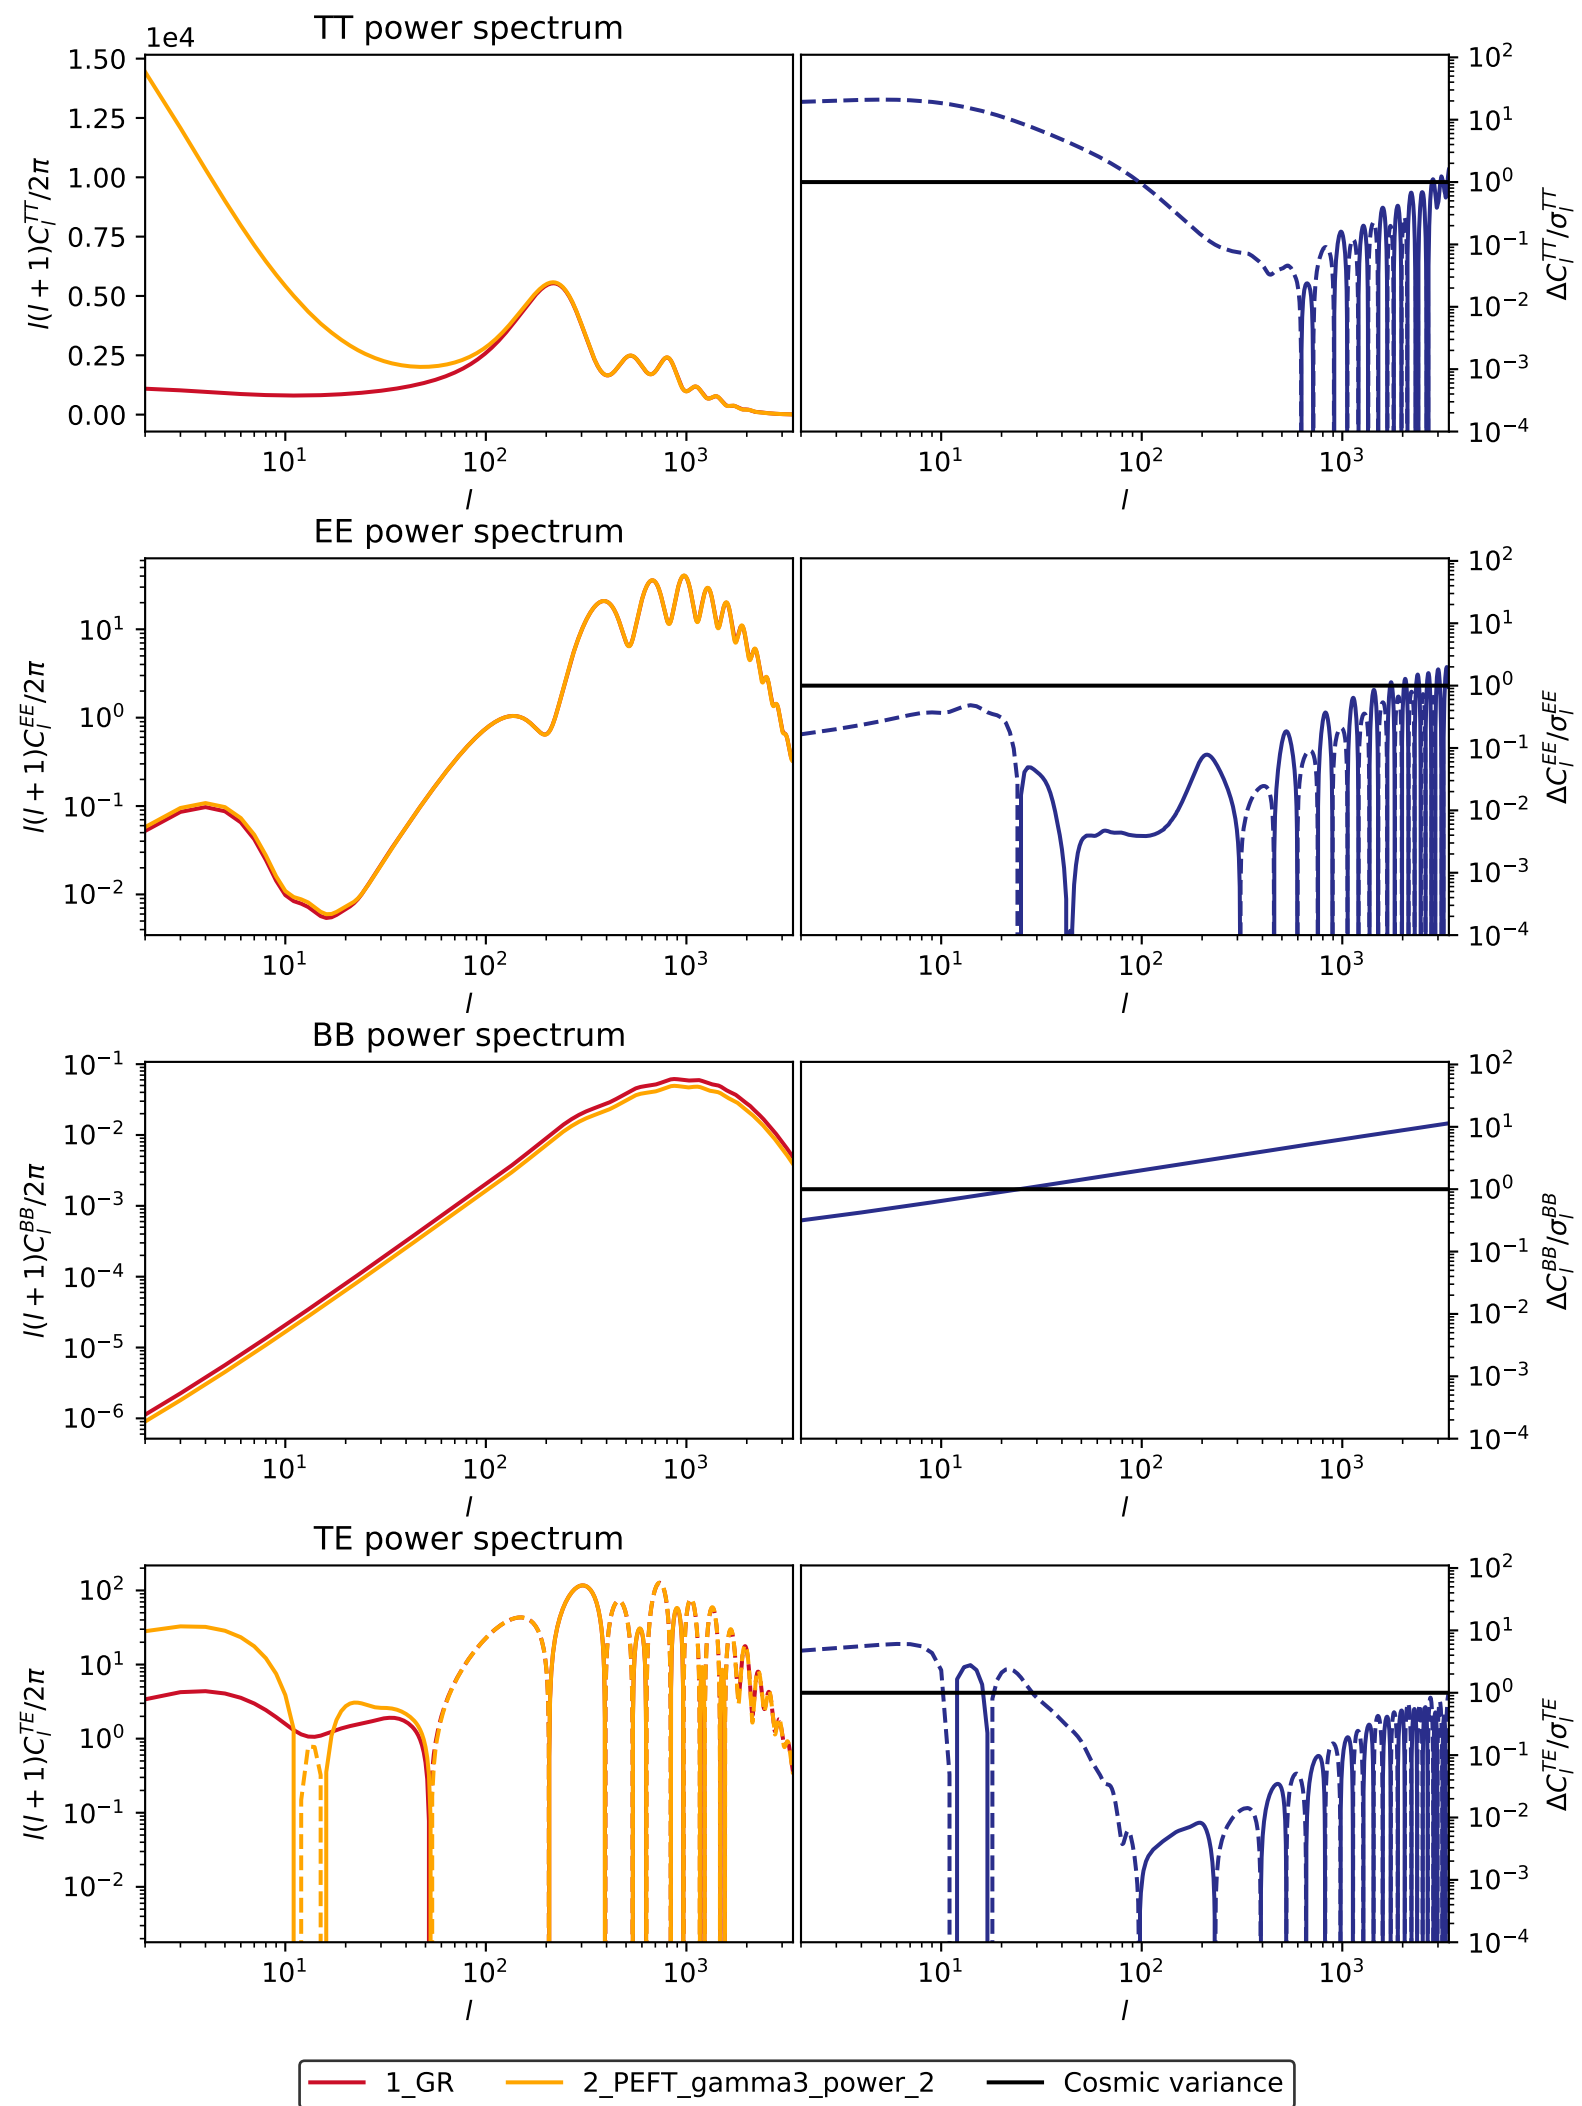 TT power spectrum
1e4
1.50
1.25
1.00
0.75
0.50
0.25
0.00
l(l + 1)C_l^{TT}/2π
10^1 10^2 10^3
l
10^2
10^1
10^0
10^{-1}
10^{-2}
10^{-3}
10^{-4}
ΔC_l^{TT}/σ_l^{TT}
10^1 10^2 10^3
l
EE power spectrum
10^1
10^0
10^{-1}
10^{-2}
l(l + 1)C_l^{EE}/2π
10^1 10^2 10^3
l
10^2
10^1
10^0
10^{-1}
10^{-2}
10^{-3}
10^{-4}
ΔC_l^{EE}/σ_l^{EE}
10^1 10^2 10^3
l
BB power spectrum
10^{-1}
10^{-2}
10^{-3}
10^{-4}
10^{-5}
10^{-6}
l(l + 1)C_l^{BB}/2π
10^1 10^2 10^3
l
10^2
10^1
10^0
10^{-1}
10^{-2}
10^{-3}
10^{-4}
ΔC_l^{BB}/σ_l^{BB}
10^1 10^2 10^3
l
TE power spectrum
10^2
10^1
10^0
10^{-1}
10^{-2}
l(l + 1)C_l^{TE}/2π
10^1 10^2 10^3
l
10^2
10^1
10^0
10^{-1}
10^{-2}
10^{-3}
10^{-4}
ΔC_l^{TE}/σ_l^{TE}
10^1 10^2 10^3
l
1_GR 2_PEFT_gamma3_power_2 Cosmic variance